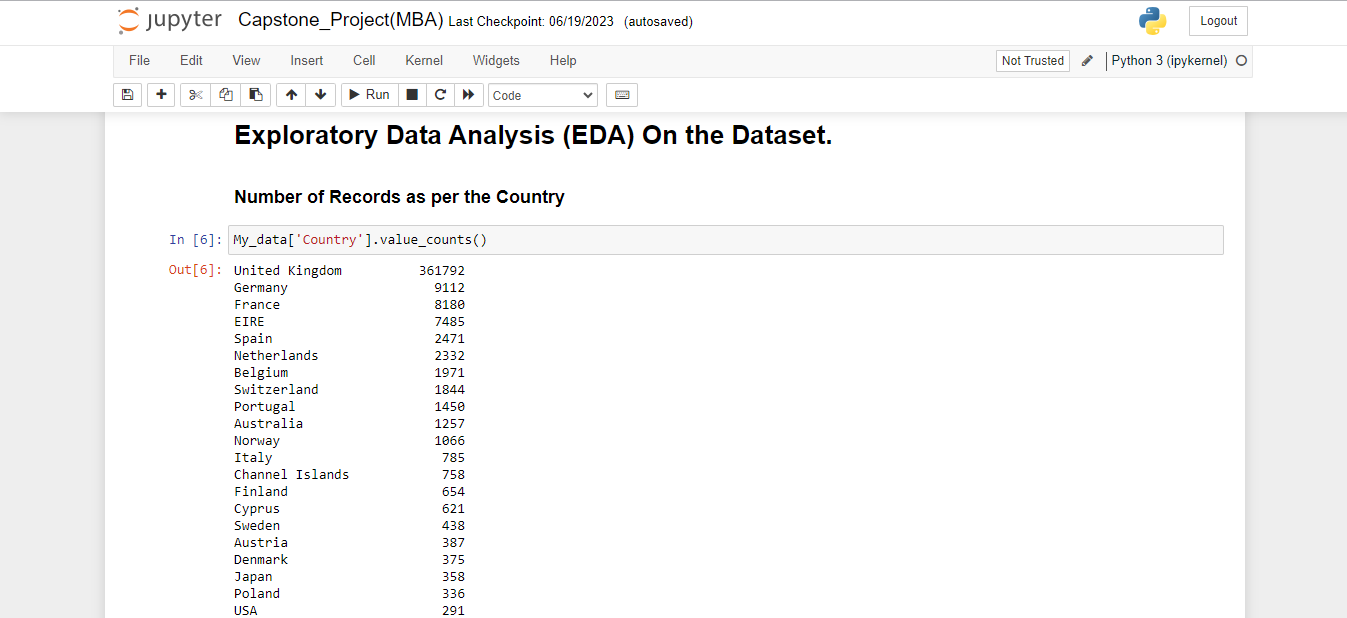 jupyter Capstone_Project(MBA) Last Checkpoint: 06/19/2023 (autosaved) Logout
File Edit View Insert Cell Kernel Widgets Help Not Trusted Python 3 (ipykernel)
Run Code
Exploratory Data Analysis (EDA) On the Dataset.
Number of Records as per the Country
In [6]: My_data['Country'].value_counts()
Out[6]: United Kingdom 361792
Germany 9112
France 8180
EIRE 7485
Spain 2471
Netherlands 2332
Belgium 1971
Switzerland 1844
Portugal 1450
Australia 1257
Norway 1066
Italy 785
Channel Islands 758
Finland 654
Cyprus 621
Sweden 438
Austria 387
Denmark 375
Japan 358
Poland 336
USA 291